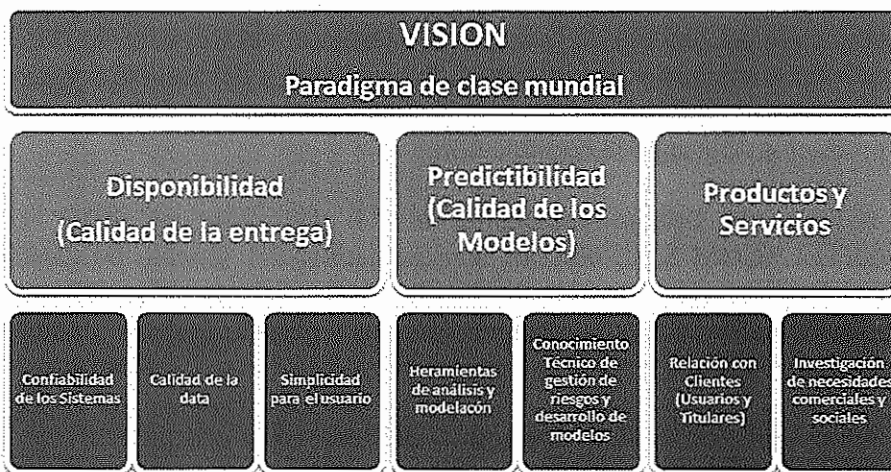 VISION
Paradigma de clase mundial
Disponibilidad
(Calidad de la entrega)
Predictibilidad
(Calidad de los
Modelos)
Productos y
Servicios
Confiabilidad
de los Sistemas
Calidad de la
data
Simplicidad
para el usuario
Heramientas
de análisis y
modelacón
Conocimiento
Técnico de
gestión de
riesgos y
desarrollo de
modelos
Relación con
Clientes
(Usuarios y
Titulares)
Investigación
de necesidades
comerciales y
sociales